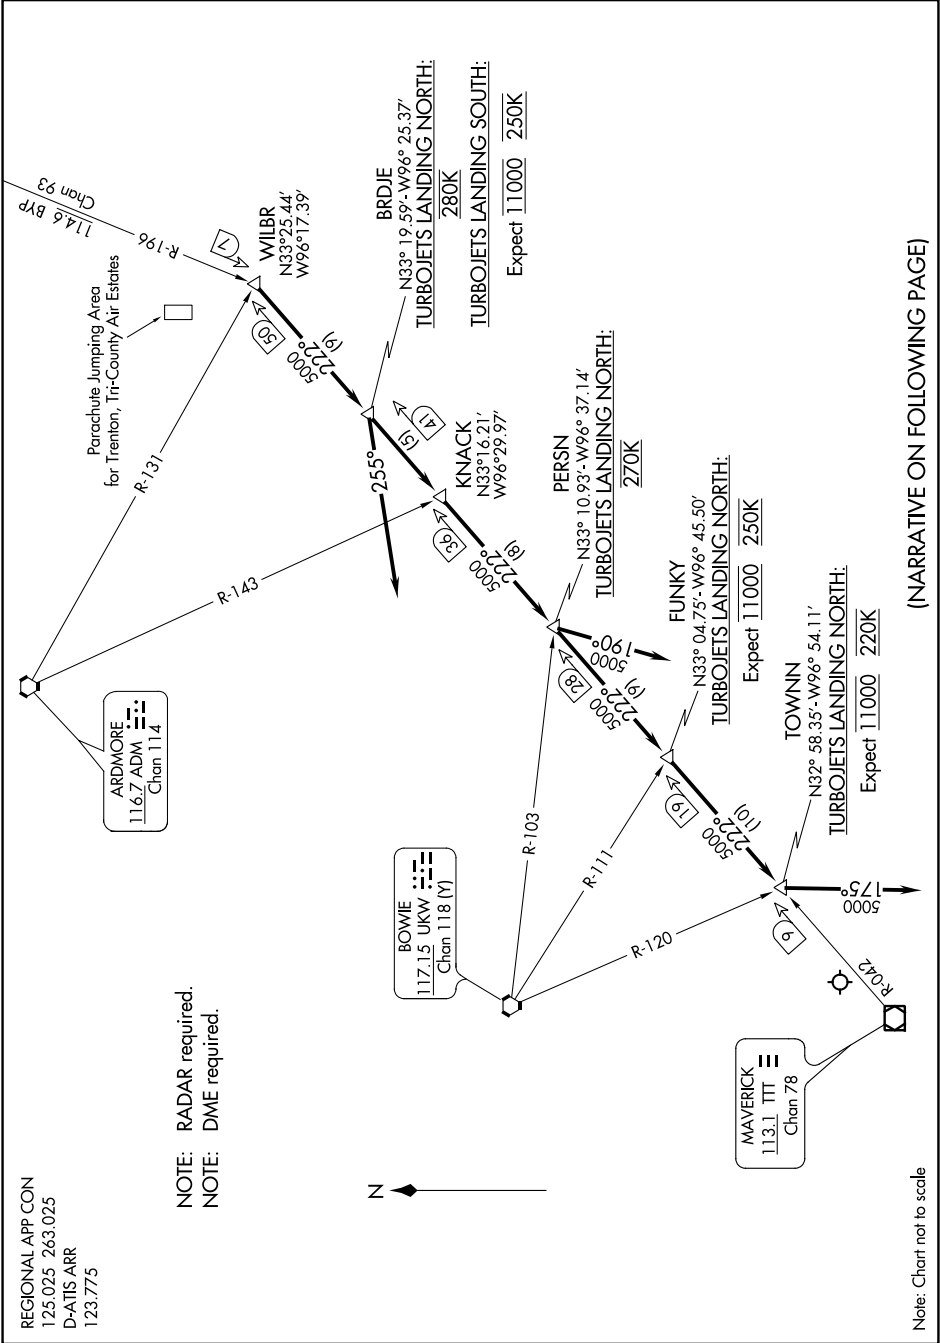 REGIONAL APP CON
125.025 263.025
D-ATIS ARR
123.775
NOTE: RADAR required.
NOTE: DME required.
N
ARDMORE
116.7 ADM
Chan 114
R-131
R-143
Parachute Jumping Area
for Trenton, Tri-County Air Estates
114.6 BYP
Chan 93
R-196
7
WILBR
N33°25.44'
W96°17.39'
50
5000
222°
(9)
BRDJE
N33° 19.59'-W96° 25.37'
TURBOJETS LANDING NORTH:
280K
TURBOJETS LANDING SOUTH:
Expect 11000 250K
255°
41
(5)
KNACK
N33°16.21'
W96°29.97'
36
5000
222°
(8)
PERSN
N33° 10.93'-W96° 37.14'
TURBOJETS LANDING NORTH:
270K
190°
5000
28
5000
222°
(9)
FUNKY
N33° 04.75'-W96° 45.50'
TURBOJETS LANDING NORTH:
Expect 11000 250K
19
5000
222°
(10)
TOWNN
N32° 58.35'-W96° 54.11'
TURBOJETS LANDING NORTH:
Expect 11000 220K
175°
5000
9
BOWIE
117.15 UKW
Chan 118 (Y)
R-103
R-111
R-120
R-042
MAVERICK
113.1 TTT
Chan 78
Note: Chart not to scale
(NARRATIVE ON FOLLOWING PAGE)